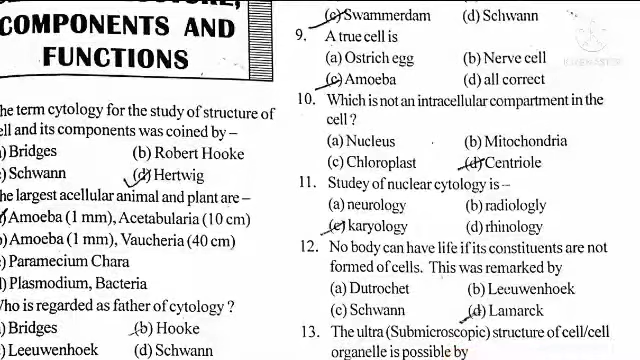 COMPONENTS AND
FUNCTIONS
he term cytology for the study of structure of
ell and its components was coined by –
) Bridges (b) Robert Hooke
) Schwann (d) Hertwig
he largest acellular animal and plant are –
) Amoeba (1 mm), Acetabularia (10 cm)
) Amoeba (1 mm), Vaucheria (40 cm)
) Paramecium Chara
) Plasmodium, Bacteria
ho is regarded as father of cytology ?
) Bridges (b) Hooke
) Leeuwenhoek (d) Schwann
(c) Swammerdam (d) Schwann
9. A true cell is
(a) Ostrich egg (b) Nerve cell
(c) Amoeba (d) all correct
10. Which is not an intracellular compartment in the
cell ?
(a) Nucleus (b) Mitochondria
(c) Chloroplast (d) Centriole
11. Studey of nuclear cytology is –
(a) neurology (b) radiologly
(c) karyology (d) rhinology
12. No body can have life if its constituents are not
formed of cells. This was remarked by
(a) Dutrochet (b) Leeuwenhoek
(c) Schwann (d) Lamarck
13. The ultra (Submicroscopic) structure of cell/cell
organelle is possible by